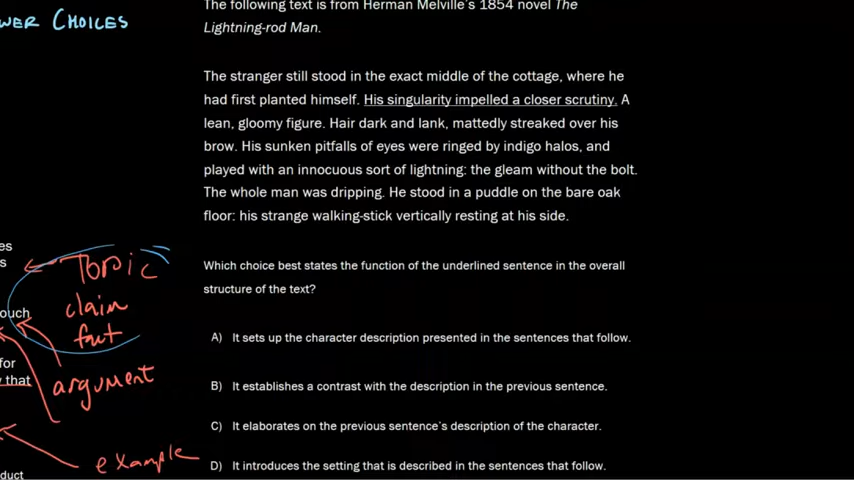 WER CHOICES
The following text is from Herman Melville's 1854 novel The
Lightning-rod Man.
The stranger still stood in the exact middle of the cottage, where he
had first planted himself. His singularity impelled a closer scrutiny. A
lean, gloomy figure. Hair dark and lank, mattedly streaked over his
brow. His sunken pitfalls of eyes were ringed by indigo halos, and
played with an innocuous sort of lightning: the gleam without the bolt.
The whole man was dripping. He stood in a puddle on the bare oak
floor: his strange walking-stick vertically resting at his side.
es
s
Topic
Which choice best states the function of the underlined sentence in the overall
structure of the text?
ouch
claim
fact
A) It sets up the character description presented in the sentences that follow.
for
y that
argument
B) It establishes a contrast with the description in the previous sentence.
C) It elaborates on the previous sentence's description of the character.
example
D) It introduces the setting that is described in the sentences that follow.
duct